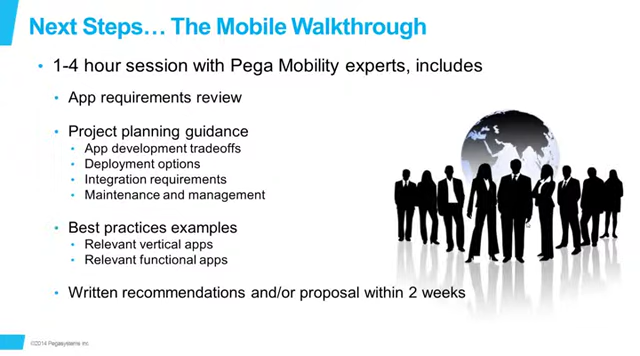 Next Steps… The Mobile Walkthrough
• 1-4 hour session with Pega Mobility experts, includes
• App requirements review
• Project planning guidance
• App development tradeoffs
• Deployment options
• Integration requirements
• Maintenance and management
• Best practices examples
• Relevant vertical apps
• Relevant functional apps
• Written recommendations and/or proposal within 2 weeks
©2014 Pegasystems Inc.